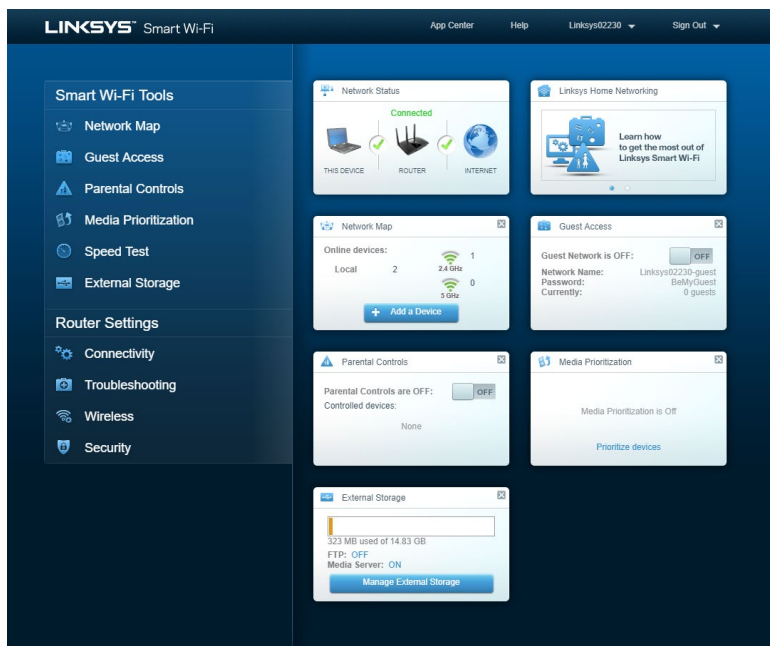 LINKSYS™ Smart Wi-Fi
App Center
Help
Linksys02230
Sign Out
Smart Wi-Fi Tools
Network Map
Guest Access
Parental Controls
Media Prioritization
Speed Test
External Storage
Router Settings
Connectivity
Troubleshooting
Wireless
Security
Network Status
Connected
THIS DEVICE
ROUTER
INTERNET
Linksys Home Networking
Learn how
to get the most out of
Linksys Smart Wi-Fi
Network Map
Online devices:
Local 2
1
2.4 GHz
0
5 GHz
+ Add a Device
Guest Access
Guest Network is OFF: OFF
Network Name: Linksys02230-guest
Password: BeMyGuest
Currently: 0 guests
Parental Controls
Parental Controls are OFF: OFF
Controlled devices:
None
Media Prioritization
Media Prioritization is Off
Prioritize devices
External Storage
323 MB used of 14.83 GB
FTP: OFF
Media Server: ON
Manage External Storage